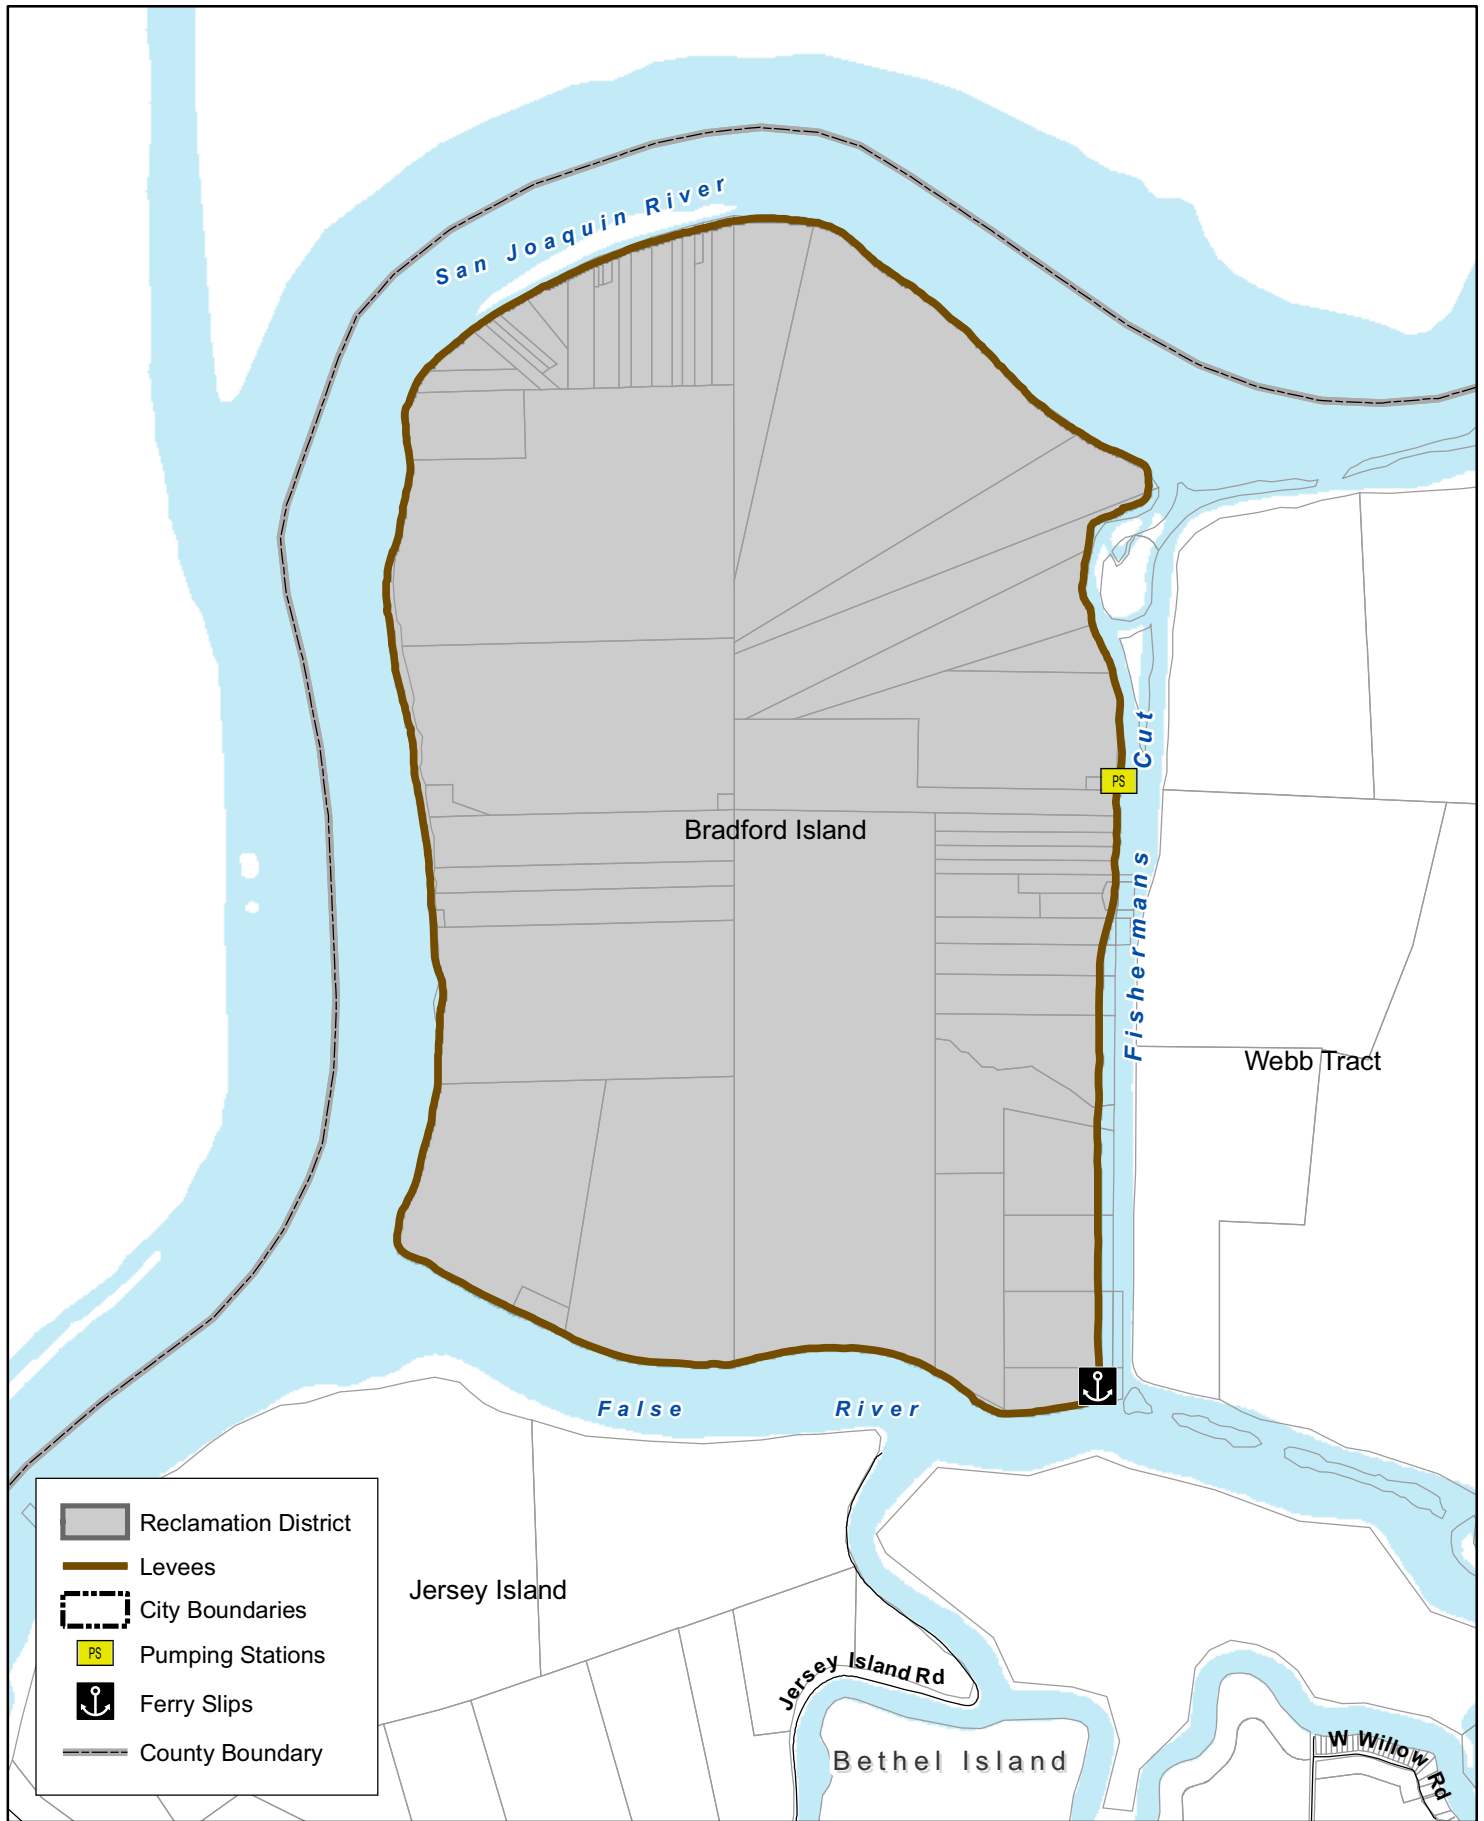 San Joaquin River
Fishermans Cut
PS
Bradford Island
Webb Tract
False River
Jersey Island
Jersey Island Rd
Bethel Island
W Willow Rd
Reclamation District
Levees
City Boundaries
PS
Pumping Stations
Ferry Slips
County Boundary